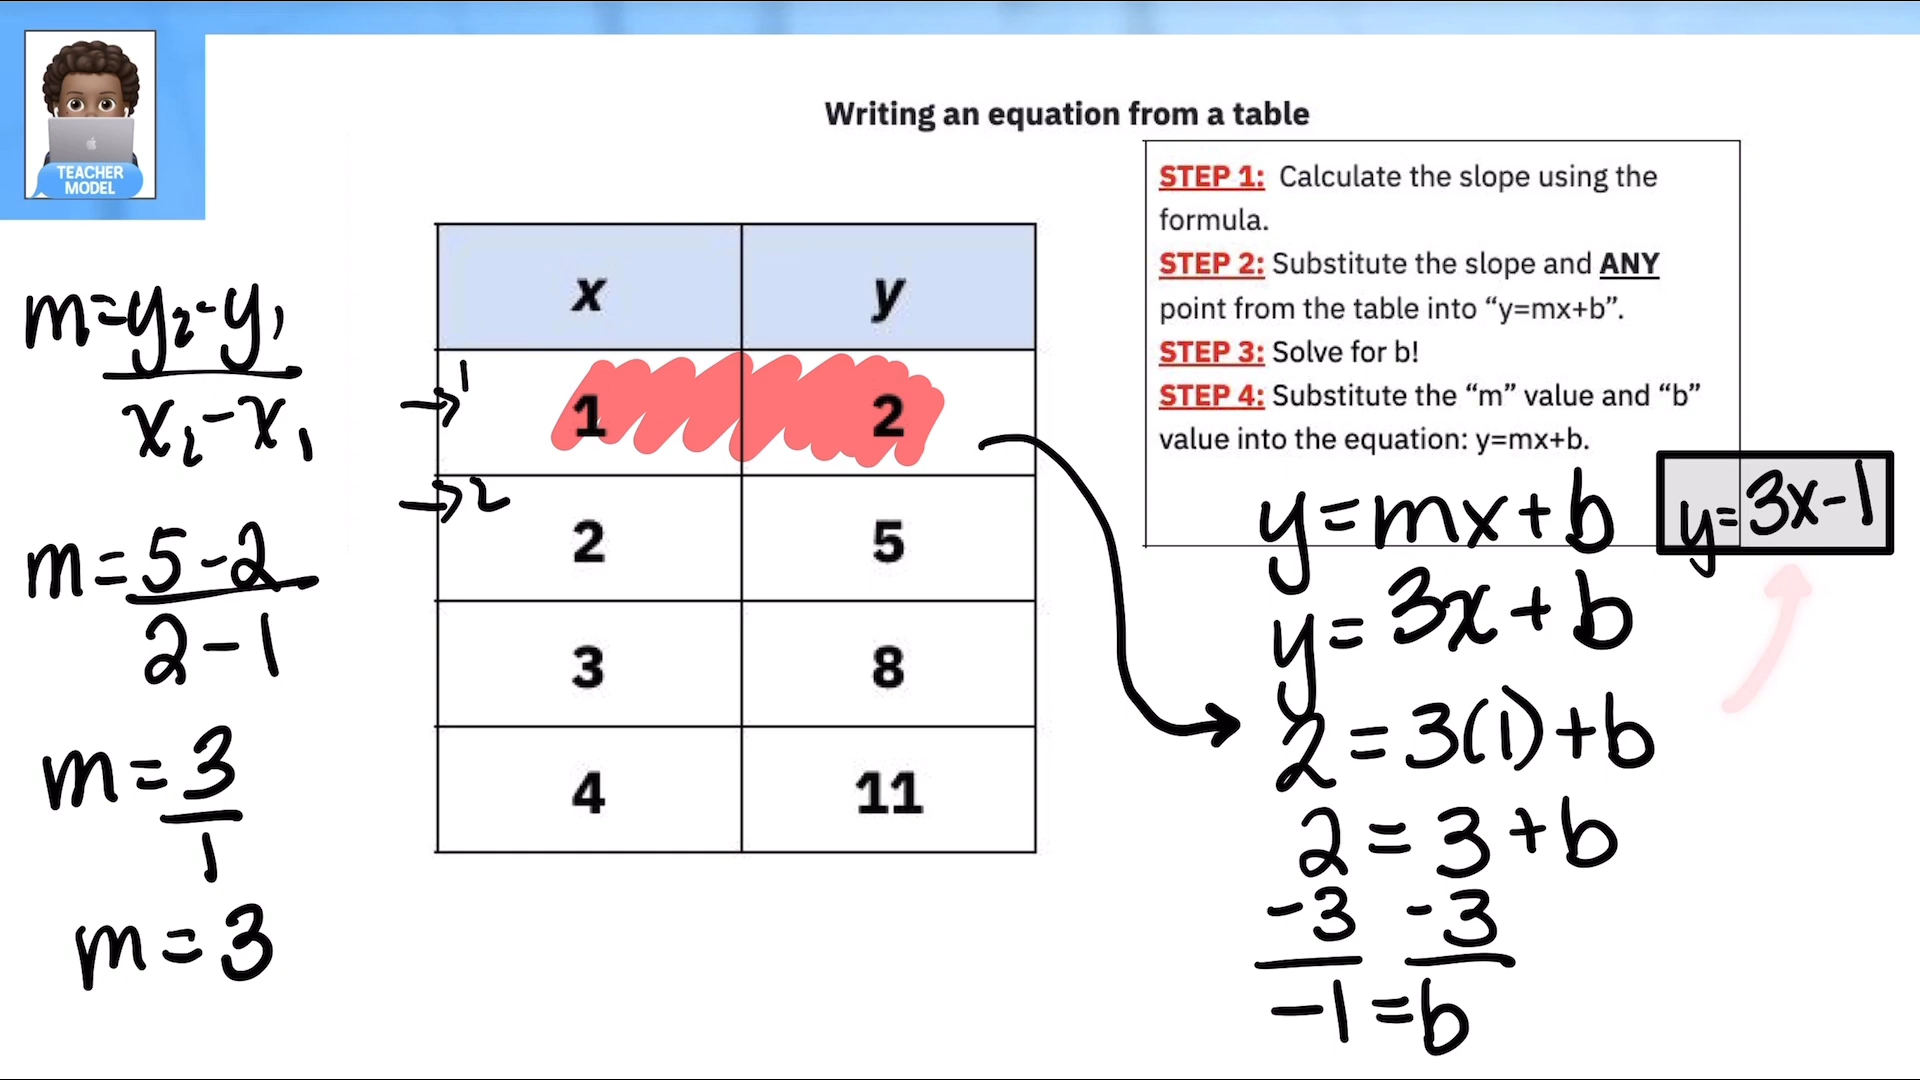 TEACHER
MODEL
Writing an equation from a table
STEP 1: Calculate the slope using the
formula.
STEP 2: Substitute the slope and ANY
point from the table into “y=mx+b”.
STEP 3: Solve for b!
STEP 4: Substitute the “m” value and “b”
value into the equation: y=mx+b.
m=y₂-y₁
x₂-x₁
m=5-2
2-1
m=3
1
m=3
x y
→1
1 2
→2
2 5
3 8
4 11
y=mx+b
y=3x+b
2=3(1)+b
2=3+b
-3 -3
-1=b
y=3x-1